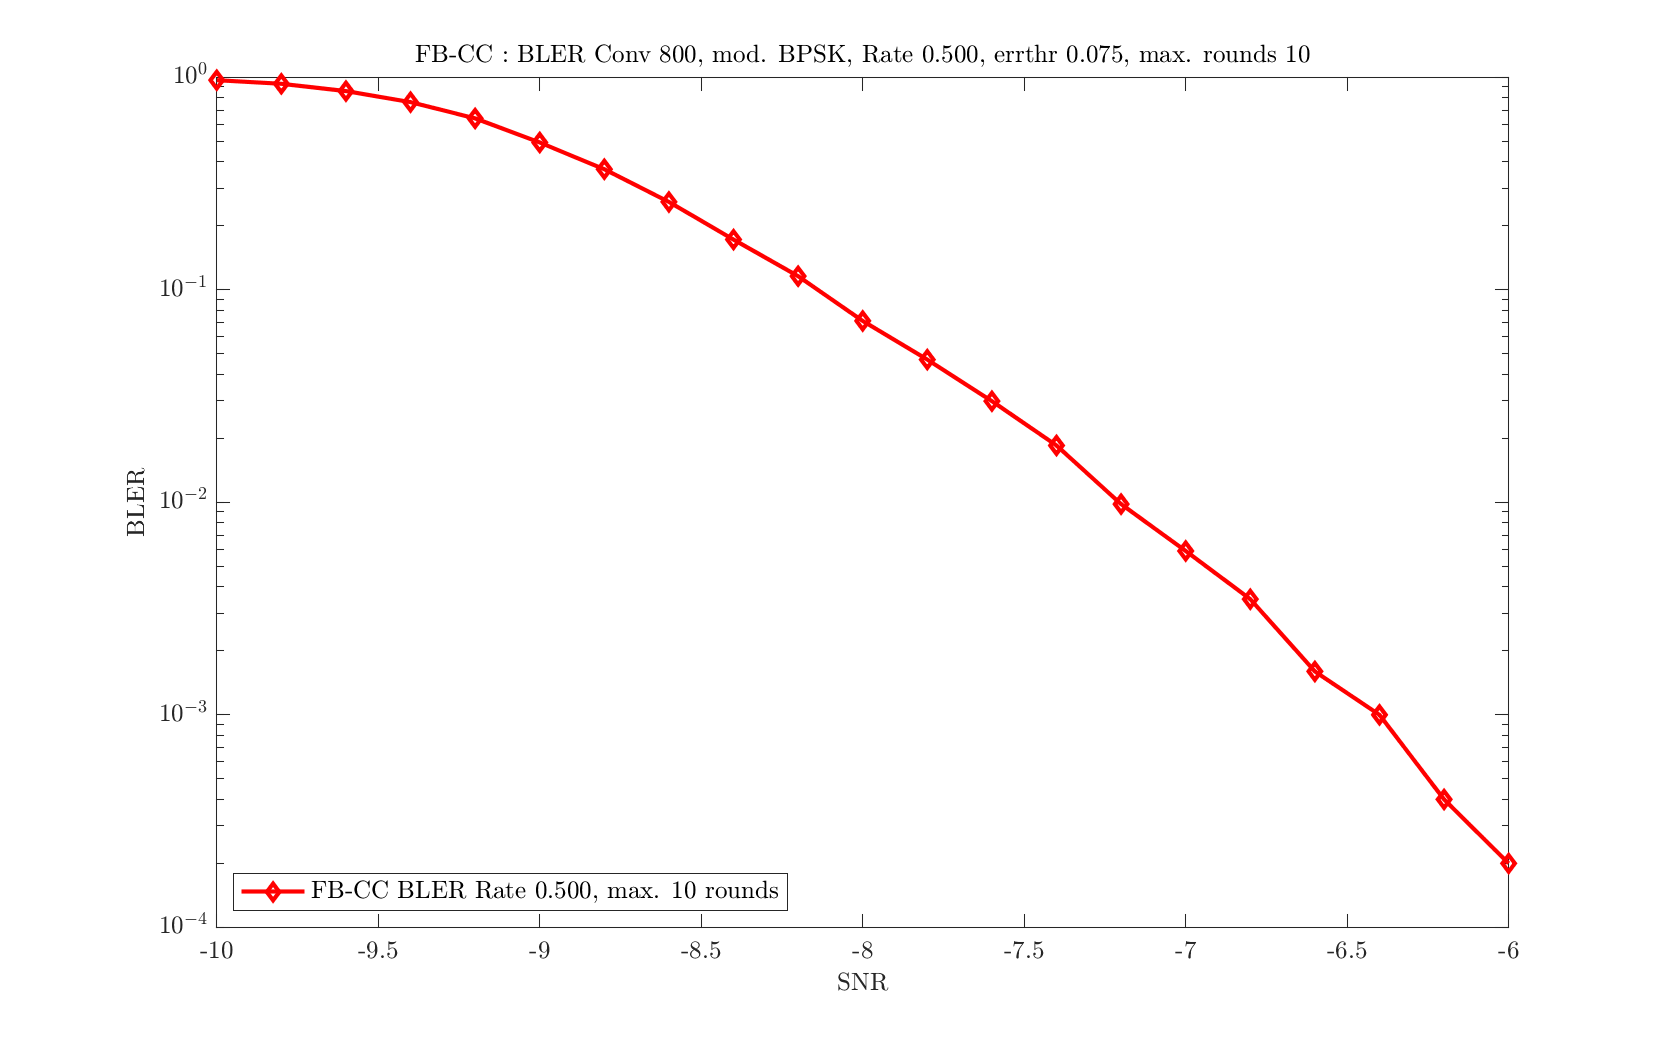 FB-CC : BLER Conv 800, mod. BPSK, Rate 0.500, errthr 0.075, max. rounds 10
10⁰
10⁻¹
10⁻²
10⁻³
10⁻⁴
BLER
FB-CC BLER Rate 0.500, max. 10 rounds
-10 -9.5 -9 -8.5 -8 -7.5 -7 -6.5 -6
SNR